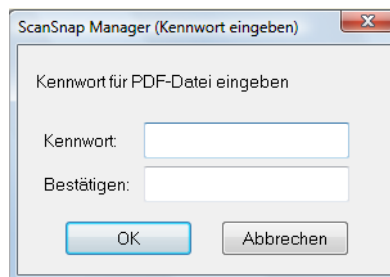 ScanSnap Manager (Kennwort eingeben)
Kennwort für PDF-Datei eingeben
Kennwort:
Bestätigen:
OK Abbrechen